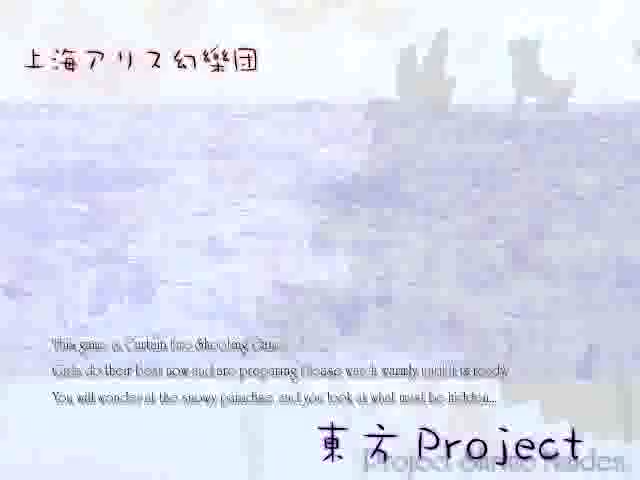 上海アリス幻樂団
This game is Curtain Fire Shooting Game.
Girls do their best now and are preparing. Please watch warmly until it is ready.
You will wonder at the snowy paradise, and you look at what must be hidden...
東方Project
Project